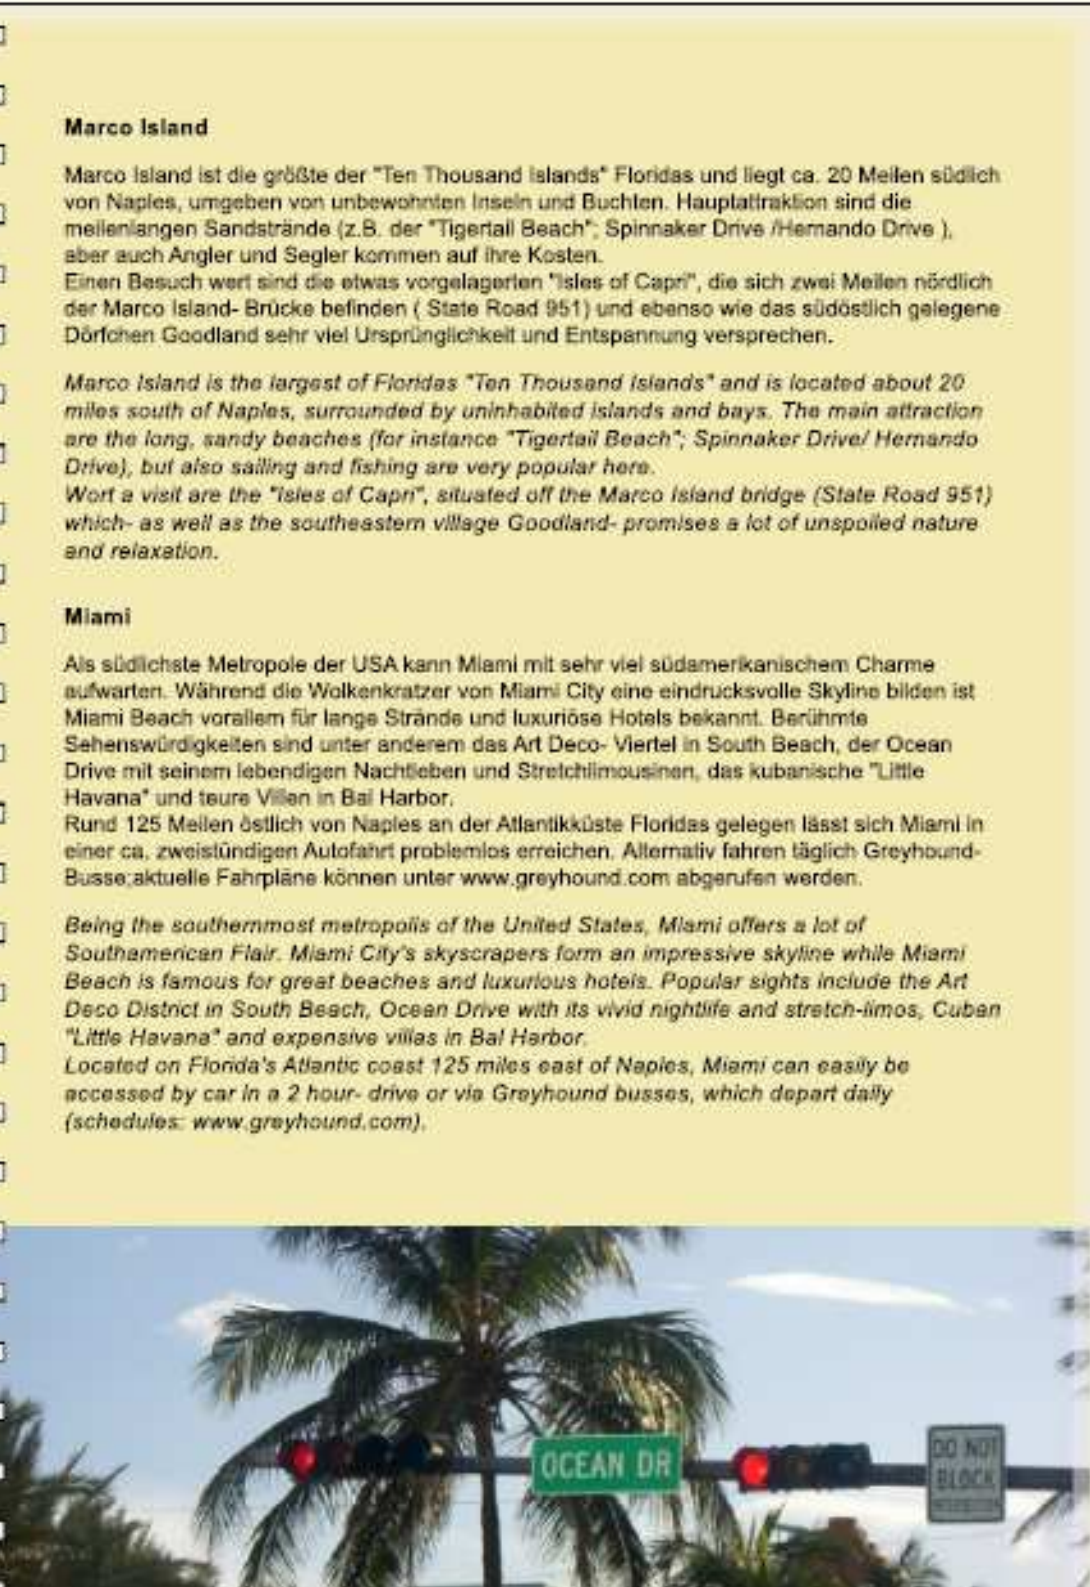 Marco Island
Marco Island ist die größte der "Ten Thousand Islands" Floridas und liegt ca. 20 Meilen südlich
von Naples, umgeben von unbewohnten Inseln und Buchten. Hauptattraktion sind die
meilenlangen Sandstrände (z.B. der "Tigertail Beach"; Spinnaker Drive /Hernando Drive ),
aber auch Angler und Segler kommen auf ihre Kosten.
Einen Besuch wert sind die etwas vorgelagerten "Isles of Capri", die sich zwei Meilen nördlich
der Marco Island- Brücke befinden ( State Road 951) und ebenso wie das südöstlich gelegene
Dörfchen Goodland sehr viel Ursprünglichkeit und Entspannung versprechen.
Marco Island is the largest of Floridas "Ten Thousand Islands" and is located about 20
miles south of Naples, surrounded by uninhabited islands and bays. The main attraction
are the long, sandy beaches (for instance "Tigertail Beach"; Spinnaker Drive/ Hernando
Drive), but also sailing and fishing are very popular here.
Wort a visit are the "Isles of Capri", situated off the Marco Island bridge (State Road 951)
which- as well as the southeastern village Goodland- promises a lot of unspoiled nature
and relaxation.
Miami
Als südlichste Metropole der USA kann Miami mit sehr viel südamerikanischem Charme
aufwarten. Während die Wolkenkratzer von Miami City eine eindrucksvolle Skyline bilden ist
Miami Beach vorallem für lange Strände und luxuriöse Hotels bekannt. Berühmte
Sehenswürdigkeiten sind unter anderem das Art Deco- Viertel in South Beach, der Ocean
Drive mit seinem lebendigen Nachtleben und Stretchlimousinen, das kubanische "Little
Havana" und teure Villen in Bal Harbor.
Rund 125 Meilen östlich von Naples an der Atlantikküste Floridas gelegen lässt sich Miami in
einer ca. zweistündigen Autofahrt problemlos erreichen. Alternativ fahren täglich Greyhound-
Busse;aktuelle Fahrpläne können unter www.greyhound.com abgerufen werden.
Being the southernmost metropolis of the United States, Miami offers a lot of
Southamerican Flair. Miami City's skyscrapers form an impressive skyline while Miami
Beach is famous for great beaches and luxurious hotels. Popular sights include the Art
Deco District in South Beach, Ocean Drive with its vivid nightlife and stretch-limos, Cuban
"Little Havana" and expensive villas in Bal Harbor.
Located on Florida's Atlantic coast 125 miles east of Naples, Miami can easily be
accessed by car in a 2 hour- drive or via Greyhound busses, which depart daily
(schedules: www.greyhound.com).
OCEAN DR
DO NOT
BLOCK